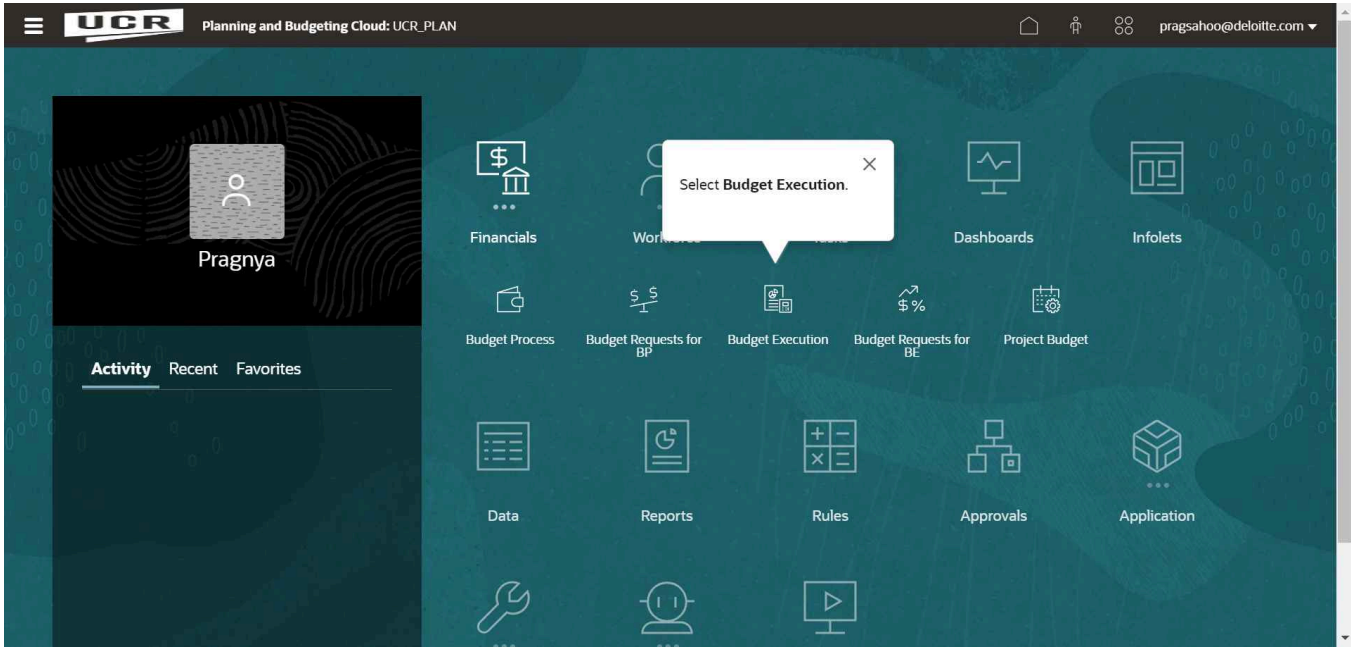 UCR
Planning and Budgeting Cloud: UCR_PLAN
pragsahoo@deloitte.com
Pragnya
Activity Recent Favorites
Select Budget Execution.
Financials
Dashboards
Infolets
Budget Process
Budget Requests for
BP
Budget Execution
Budget Requests for
BE
Project Budget
Data
Reports
Rules
Approvals
Application